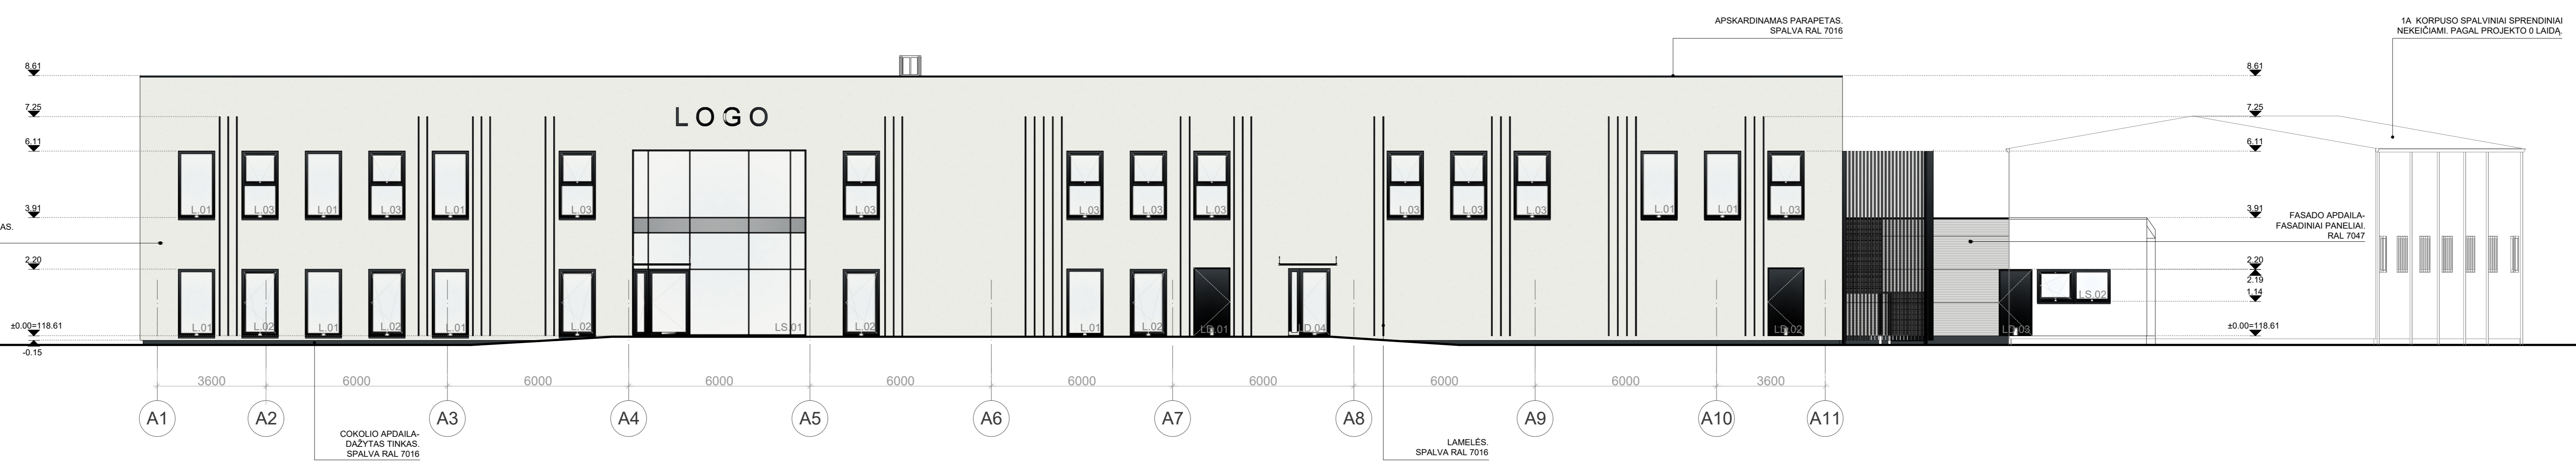 APSKARDINAMAS PARAPETAS.
SPALVA RAL 7016
1A KORPUSO SPALVINIAI SPRENDINIAI
NEKEIČIAMI. PAGAL PROJEKTO 0 LAIDĄ.
8.61
8.61
7.25
LOGO
7.25
6.11
6.11
3.91
L.01 L.03 L.01 L.03 L.01 L.03 L.03 L.03 L.03 L.03 L.03 L.03 L.03 L.01 L.01 L.03
3.91
AS.
FASADO APDAILA-
FASADINIAI PANELIAI.
RAL 7047
2.20
2.20
2.19
1.14
LS.02
±0.00=118.61
L.01 L.02 L.01 L.02 L.01 L.02 LS.01 L.02 L.01 L.02 LD.01 LD.04 LD.02 LD.03
±0.00=118.61
-0.15
3600 6000 6000 6000 6000 6000 6000 6000 6000 3600
A1 A2 A3 A4 A5 A6 A7 A8 A9 A10 A11
COKOLIO APDAILA-
DAŽYTAS TINKAS.
SPALVA RAL 7016
LAMELĖS.
SPALVA RAL 7016